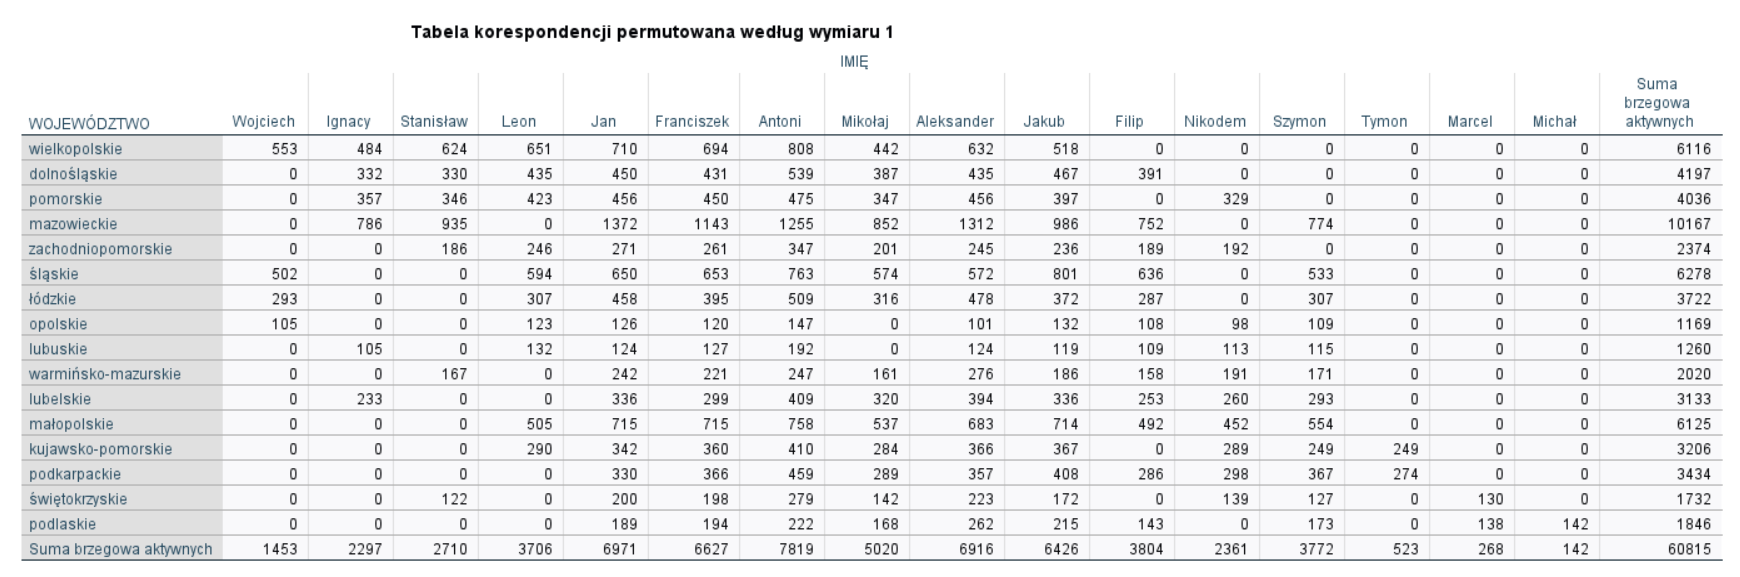 Tabela korespondencji permutowana według wymiaru 1
IMIĘ
WOJEWÓDZTWO Wojciech Ignacy Stanisław Leon Jan Franciszek Antoni Mikołaj Aleksander Jakub Filip Nikodem Szymon Tymon Marcel Michał Suma brzegowa aktywnych
wielkopolskie 553 484 624 651 710 694 808 442 632 518 0 0 0 0 0 0 6116
dolnośląskie 0 332 330 435 450 431 539 387 435 467 391 0 0 0 0 0 4197
pomorskie 0 357 346 423 456 450 475 347 456 397 0 329 0 0 0 0 4036
mazowieckie 0 786 935 0 1372 1143 1255 852 1312 986 752 0 774 0 0 0 10167
zachodniopomorskie 0 0 186 246 271 261 347 201 245 236 189 192 0 0 0 0 2374
śląskie 502 0 0 594 650 653 763 574 572 801 636 0 533 0 0 0 6278
łódzkie 293 0 0 307 458 395 509 316 478 372 287 0 307 0 0 0 3722
opolskie 105 0 0 123 126 120 147 0 101 132 108 98 109 0 0 0 1169
lubuskie 0 105 0 132 124 127 192 0 124 119 109 113 115 0 0 0 1260
warmińsko-mazurskie 0 0 167 0 242 221 247 161 276 186 158 191 171 0 0 0 2020
lubelskie 0 233 0 0 336 299 409 320 394 336 253 260 293 0 0 0 3133
małopolskie 0 0 0 505 715 715 758 537 683 714 492 452 554 0 0 0 6125
kujawsko-pomorskie 0 0 0 290 342 360 410 284 366 367 0 289 249 249 0 0 3206
podkarpackie 0 0 0 0 330 366 459 289 357 408 286 298 367 274 0 0 3434
świętokrzyskie 0 0 122 0 200 198 279 142 223 172 0 139 127 0 130 0 1732
podlaskie 0 0 0 0 189 194 222 168 262 215 143 0 173 0 138 142 1846
Suma brzegowa aktywnych 1453 2297 2710 3706 6971 6627 7819 5020 6916 6426 3804 2361 3772 523 268 142 60815